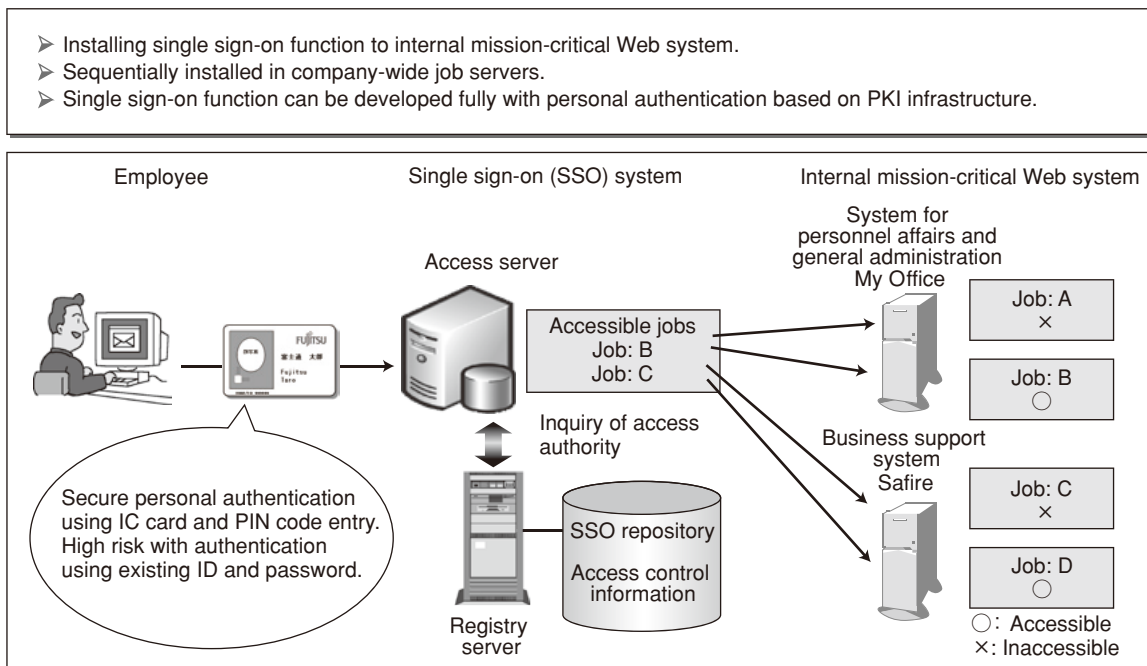 ➢ Installing single sign-on function to internal mission-critical Web system.
➢ Sequentially installed in company-wide job servers.
➢ Single sign-on function can be developed fully with personal authentication based on PKI infrastructure.
Employee
Single sign-on (SSO) system
Internal mission-critical Web system
Access server
System for
personnel affairs and
general administration
My Office
FUJITSU
富士通 太郎
Fujitsu
Taro
Accessible jobs
Job: B
Job: C
Job: A
×
Job: B
○
Inquiry of access
authority
Business support
system
Safire
Job: C
×
Job: D
○
Secure personal authentication
using IC card and PIN code entry.
High risk with authentication
using existing ID and password.
SSO repository
Access control
information
Registry
server
○: Accessible
×: Inaccessible